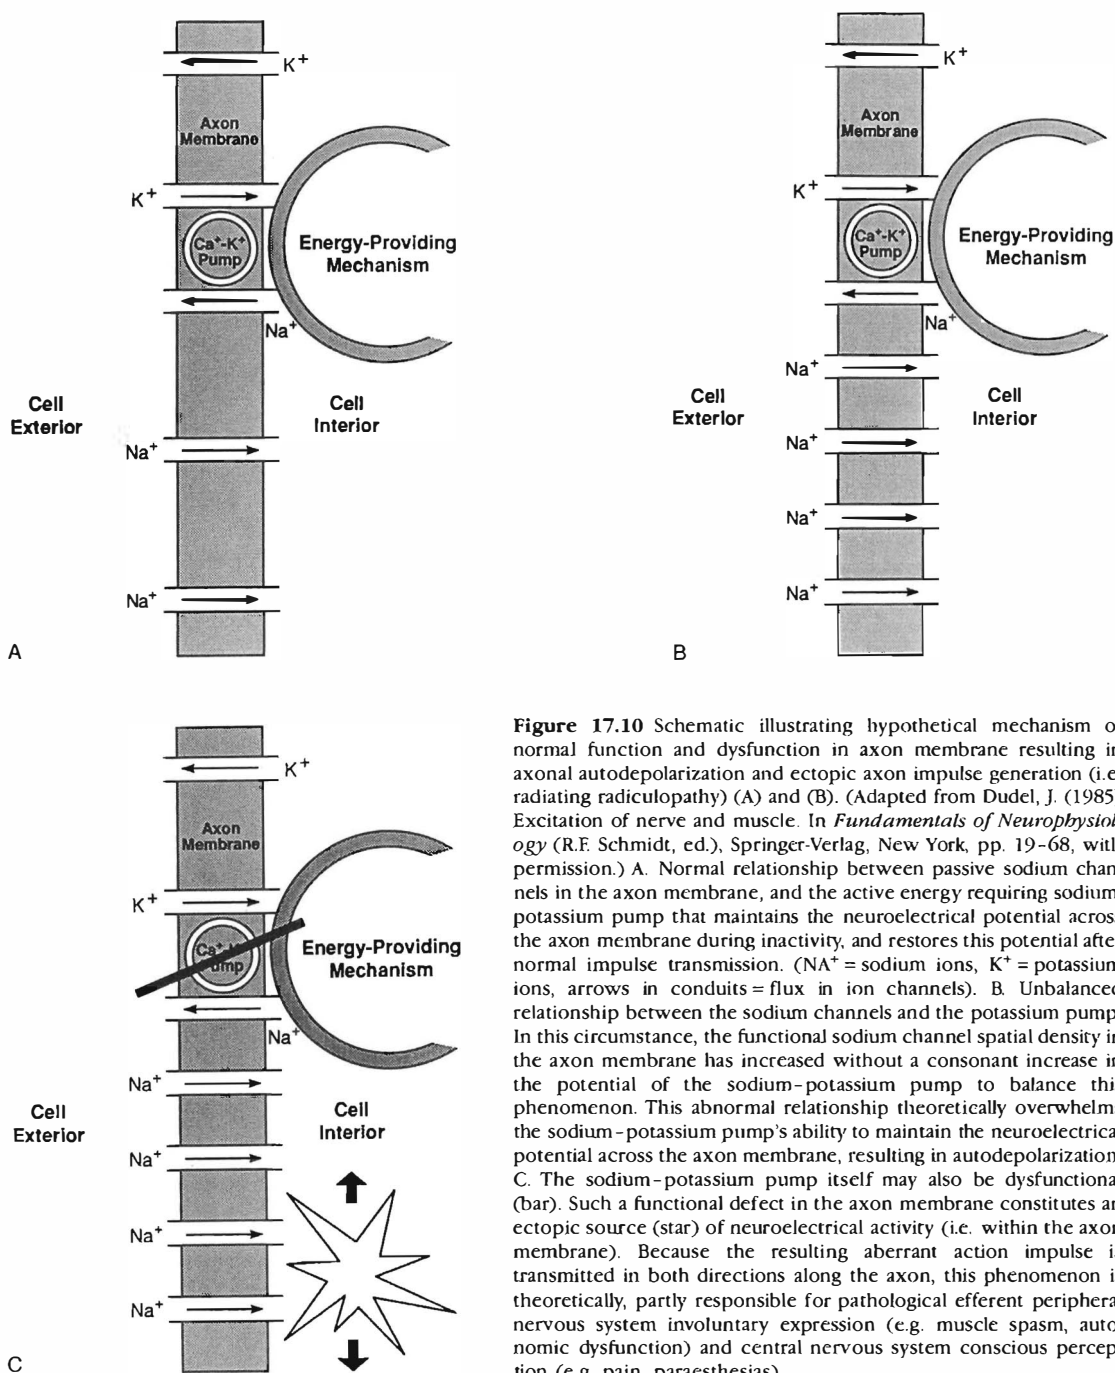 K+
Axon
Membrane
K+
Ca+-K+
Pump
Energy-Providing
Mechanism
Na+
Cell
Exterior
Cell
Interior
Na+
Na+
A
K+
Axon
Membrane
K+
Ca+-K+
Pump
Energy-Providing
Mechanism
Na+
Na+
Cell
Exterior
Cell
Interior
Na+
Na+
Na+
B
K+
Axon
Membrane
K+
Pump
Energy-Providing
Mechanism
Na+
Na+
Cell
Exterior
Cell
Interior
Na+
Na+
Na+
C
Figure 17.10 Schematic illustrating hypothetical mechanism o
normal function and dysfunction in axon membrane resulting in
axonal autodepolarization and ectopic axon impulse generation (i.e
radiating radiculopathy) (A) and (B). (Adapted from Dudel, J. (1985
Excitation of nerve and muscle. In Fundamentals of Neurophysiol
ogy (R.F. Schmidt, ed.), Springer-Verlag, New York, pp. 19–68, with
permission.) A. Normal relationship between passive sodium chan
nels in the axon membrane, and the active energy requiring sodium
potassium pump that maintains the neuroelectrical potential across
the axon membrane during inactivity, and restores this potential afte
normal impulse transmission. (NA+ = sodium ions, K+ = potassium
ions, arrows in conduits = flux in ion channels). B. Unbalanced
relationship between the sodium channels and the potassium pump
In this circumstance, the functional sodium channel spatial density in
the axon membrane has increased without a consonant increase in
the potential of the sodium–potassium pump to balance thi
phenomenon. This abnormal relationship theoretically overwhelm
the sodium–potassium pump's ability to maintain the neuroelectrica
potential across the axon membrane, resulting in autodepolarization
C. The sodium–potassium pump itself may also be dysfunctiona
(bar). Such a functional defect in the axon membrane constitutes an
ectopic source (star) of neuroelectrical activity (i.e. within the axon
membrane). Because the resulting aberrant action impulse i
transmitted in both directions along the axon, this phenomenon i
theoretically, partly responsible for pathological efferent periphera
nervous system involuntary expression (e.g. muscle spasm, auto
nomic dysfunction) and central nervous system conscious percep
tion (e.g. pain, paraesthesias)